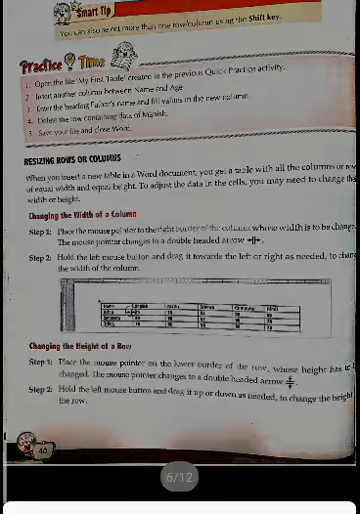 Smart Tip
You can also select more than one row/column using the Shift key.
Practice Time
1. Open the file 'My First Table' created in the previous Quick Practice activity.
2. Insert another column between Name and Age
3. Enter the heading Father's name and fill values in the new column.
4. Delete the row containing data of Manish.
5. Save your file and close Word.
RESIZING ROWS OR COLUMNS
When you insert a new table in a Word document, you get a table with all the columns or row
of equal width and equal height. To adjust the data in the cells, you may need to change the
width or height.
Changing the Width of a Column
Step 1: Place the mouse pointer to the right border of the column whose width is to be change
The mouse pointer changes to a double headed arrow
Step 2: Hold the left mouse button and drag it towards the left or right as needed, to chang
the width of the column.
Name English Maths Science Computer Hindi
Changing the Height of a Row
Step 1: Place the mouse pointer on the lower border of the row, whose height has to b
changed. The mouse pointer changes to a double headed arrow
Step 2: Hold the left mouse button and drag it up or down as needed, to change the height
the row.
40
6/12